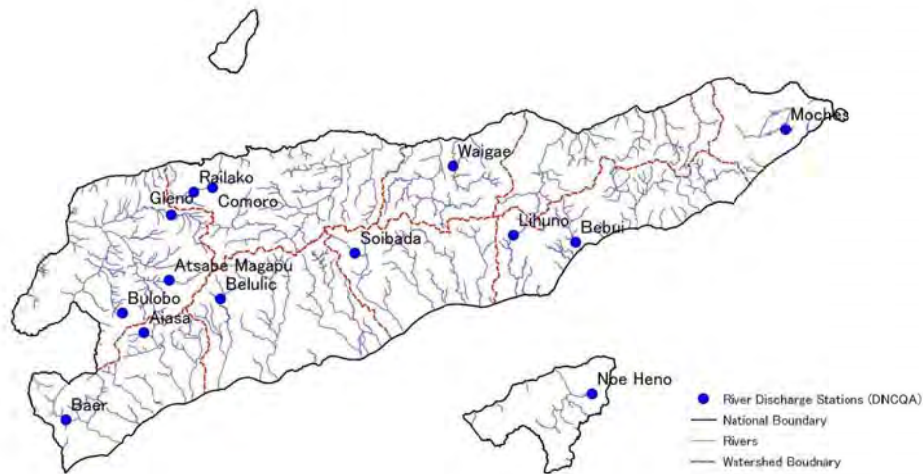 Moches
Waigae
Railako
Comoro
Gleno
Lihuno
Bebui
Soibada
Atsabe Magapu
Belulic
Bulobo
Aiasa
Noe Heno
Baer
River Discharge Stations (DNCQA)
National Boundary
Rivers
Watershed Boudnary